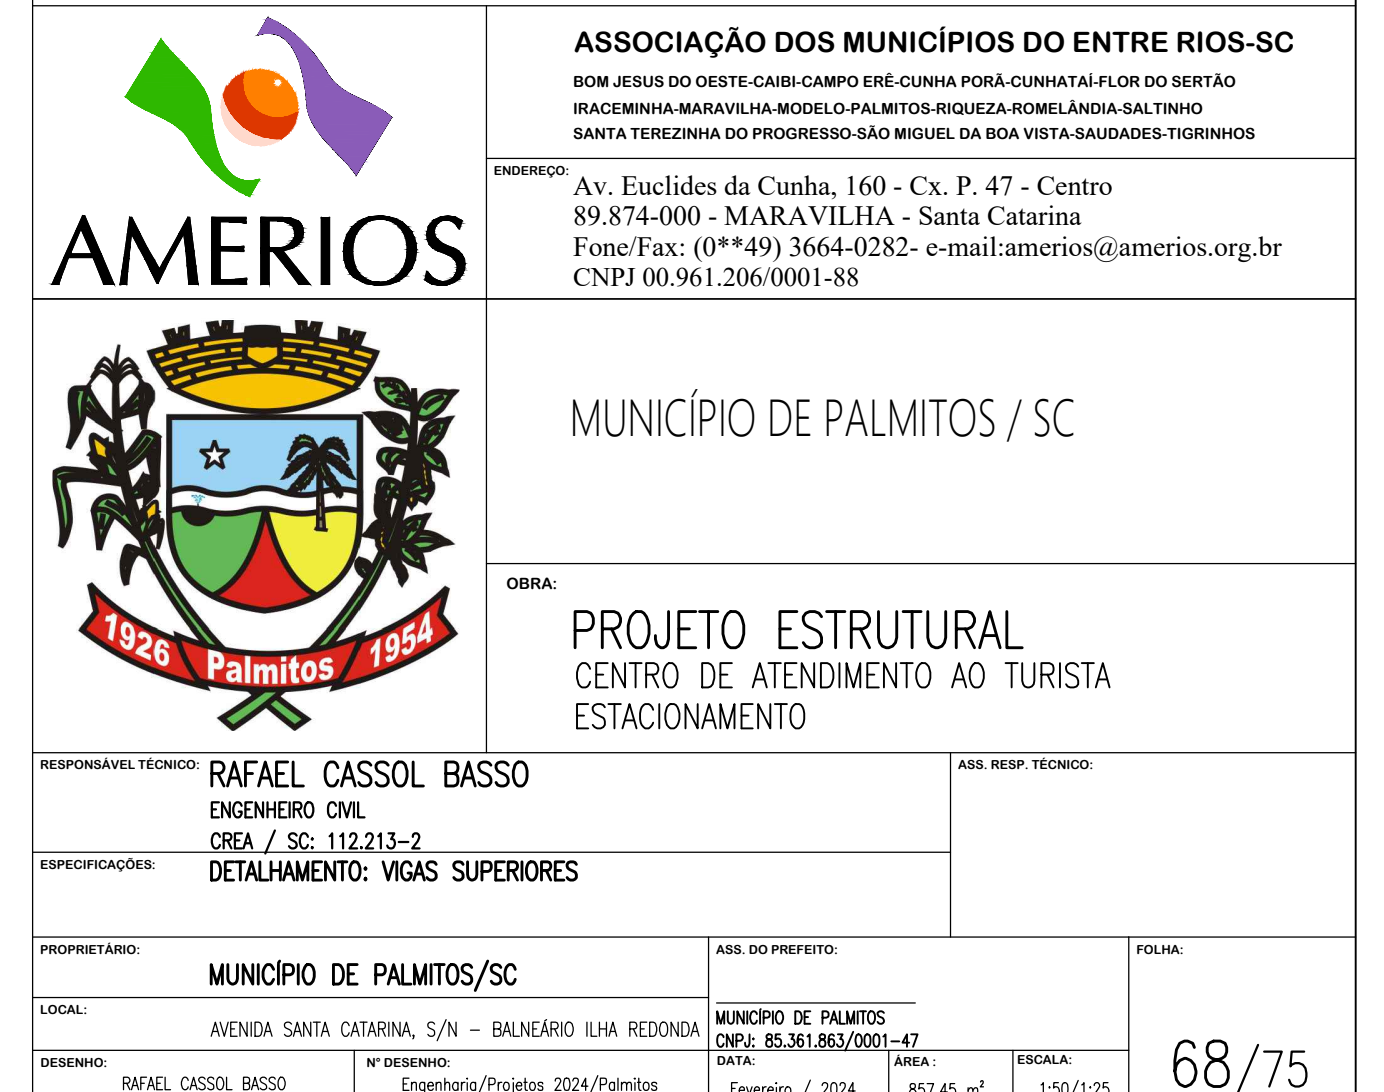 AMERIOS
ASSOCIAÇÃO DOS MUNICÍPIOS DO ENTRE RIOS-SC
BOM JESUS DO OESTE-CAIBI-CAMPO ERÊ-CUNHA PORÃ-CUNHATAÍ-FLOR DO SERTÃO
IRACEMINHA-MARAVILHA-MODELO-PALMITOS-RIQUEZA-ROMELÂNDIA-SALTINHO
SANTA TEREZINHA DO PROGRESSO-SÃO MIGUEL DA BOA VISTA-SAUDADES-TIGRINHOS
ENDEREÇO:
Av. Euclides da Cunha, 160 - Cx. P. 47 - Centro
89.874-000 - MARAVILHA - Santa Catarina
Fone/Fax: (0**49) 3664-0282- e-mail:amerios@amerios.org.br
CNPJ 00.961.206/0001-88
1926 Palmitos 1954
MUNICÍPIO DE PALMITOS / SC
OBRA:
PROJETO ESTRUTURAL
CENTRO DE ATENDIMENTO AO TURISTA
ESTACIONAMENTO
RESPONSÁVEL TÉCNICO:
RAFAEL CASSOL BASSO
ENGENHEIRO CIVIL
CREA / SC: 112.213-2
ASS. RESP. TÉCNICO:
ESPECIFICAÇÕES:
DETALHAMENTO: VIGAS SUPERIORES
PROPRIETÁRIO:
MUNICÍPIO DE PALMITOS/SC
ASS. DO PREFEITO:
MUNICÍPIO DE PALMITOS
CNPJ: 85.361.863/0001-47
FOLHA:
68/75
LOCAL:
AVENIDA SANTA CATARINA, S/N - BALNEÁRIO ILHA REDONDA
DESENHO:
RAFAEL CASSOL BASSO
Nº DESENHO:
Engenharia/Projetos 2024/Palmitos
DATA:
Fevereiro / 2024
ÁREA :
857,45 m²
ESCALA:
1:50/1:25